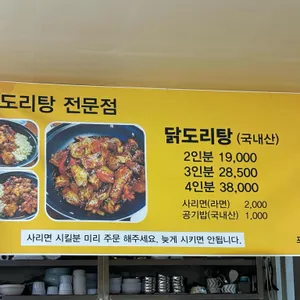 도리탕 전문점
닭도리탕 (국내산)
2인분 19,000
3인분 28,500
4인분 38,000
사리면(라면) 2,000
공기밥(국내산) 1,000
사리면 시킬분 미리 주문 해주세요, 늦게 시키면 안됩니다.